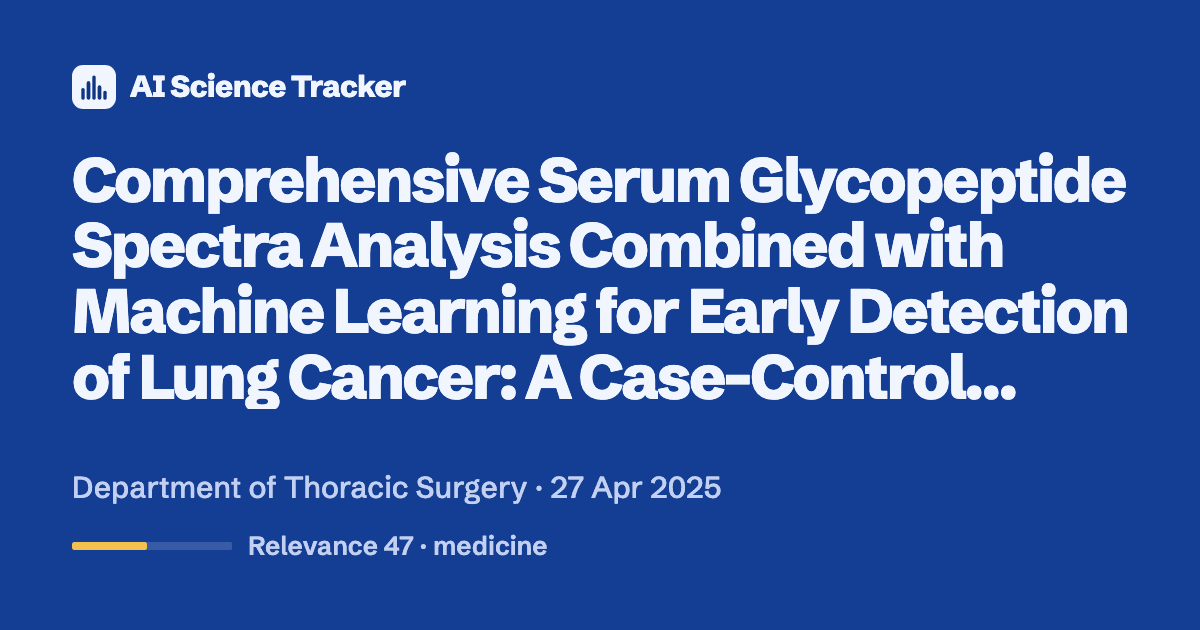 AI Science Tracker
Comprehensive Serum Glycopeptide
Spectra Analysis Combined with
Machine Learning for Early Detection
of Lung Cancer: A Case-Control...
Department of Thoracic Surgery · 27 Apr 2025
Relevance 47 · medicine